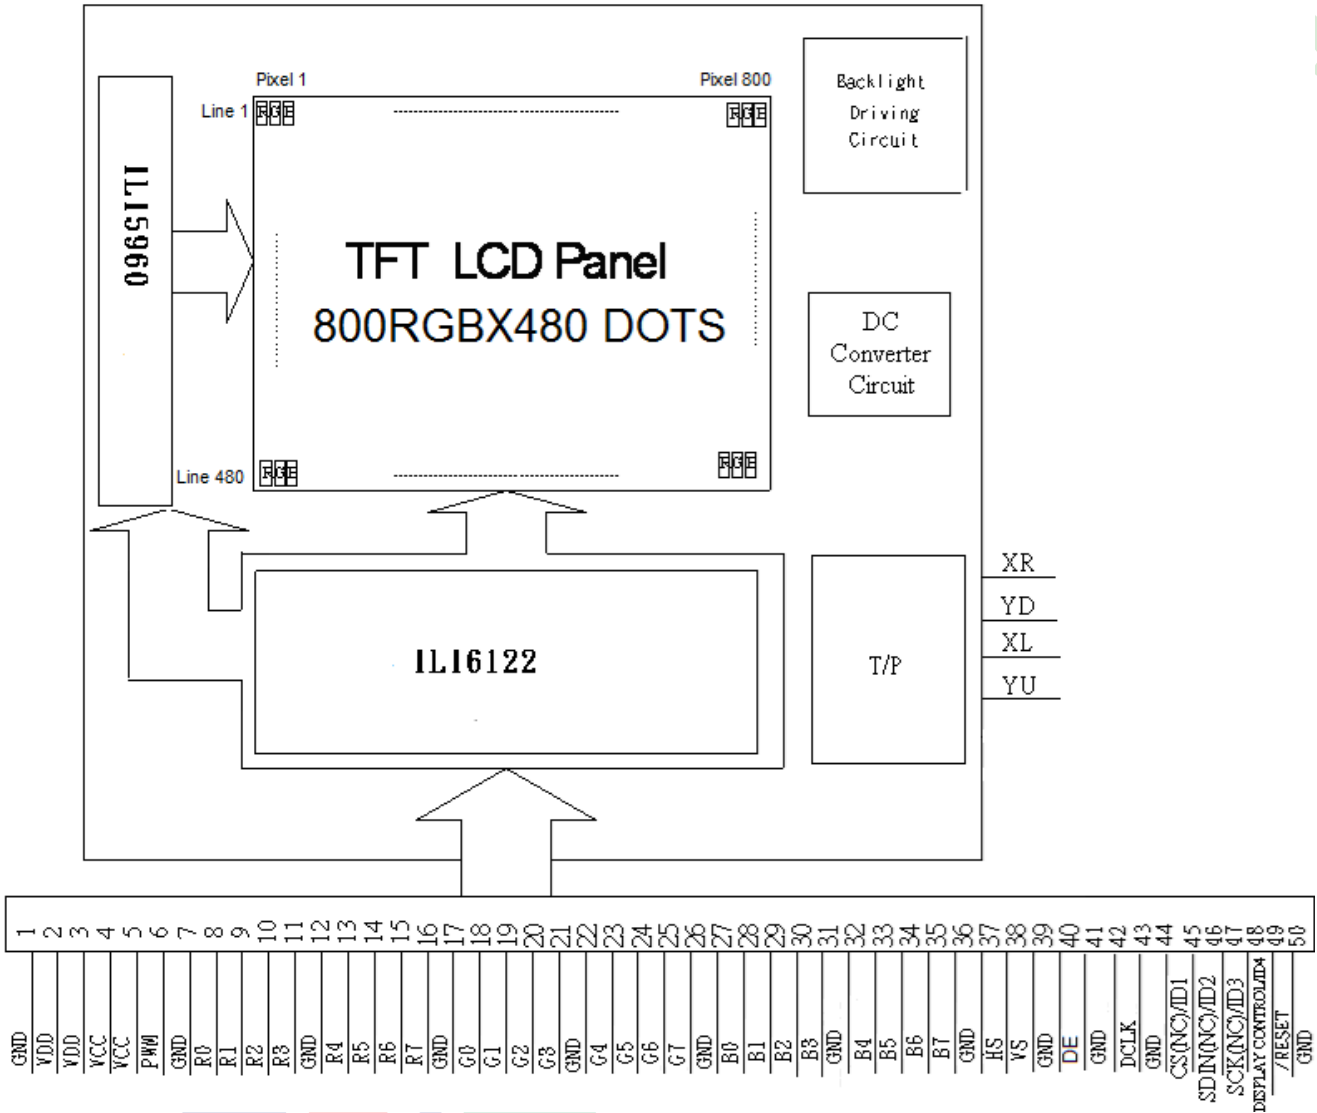 Pixel 1
Pixel 800
Line 1
RGB
RGB
Backlight
Driving
Circuit
ILI5960
TFT LCD Panel
800RGBX480 DOTS
DC
Converter
Circuit
Line 480
RGB
RGB
ILI6122
T/P
XR
YD
XL
YU
1 2 3 4 5 6 7 8 9 10 11 12 13 14 15 16 17 18 19 20 21 22 23 24 25 26 27 28 29 30 31 32 33 34 35 36 37 38 39 40 41 42 43 44 45 46 47 48 49 50
GND
VDD
VDD
VCC
VCC
PWM
GND
R0
R1
R2
R3
GND
R4
R5
R6
R7
GND
G0
G1
G2
G3
GND
G4
G5
G6
G7
GND
B0
B1
B2
B3
GND
B4
B5
B6
B7
GND
HS
VS
GND
DE
GND
DCLK
GND
CS(NC)/ID1
SDIN(NC)/ID2
SCK(NC)/ID3
DISPLAY CONTROL/ID4
/RESET
GND